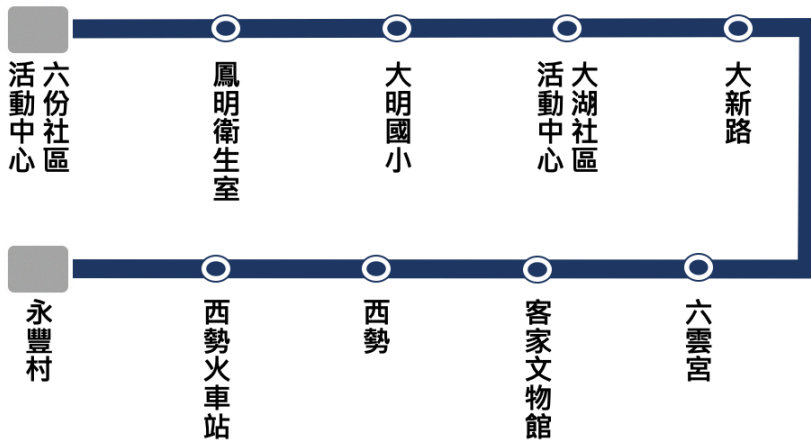 六份社區
活動中心
鳳明衛生室
大明國小
大湖社區
活動中心
大新路
六雲宮
客家文物館
西勢
西勢火車站
永豐村